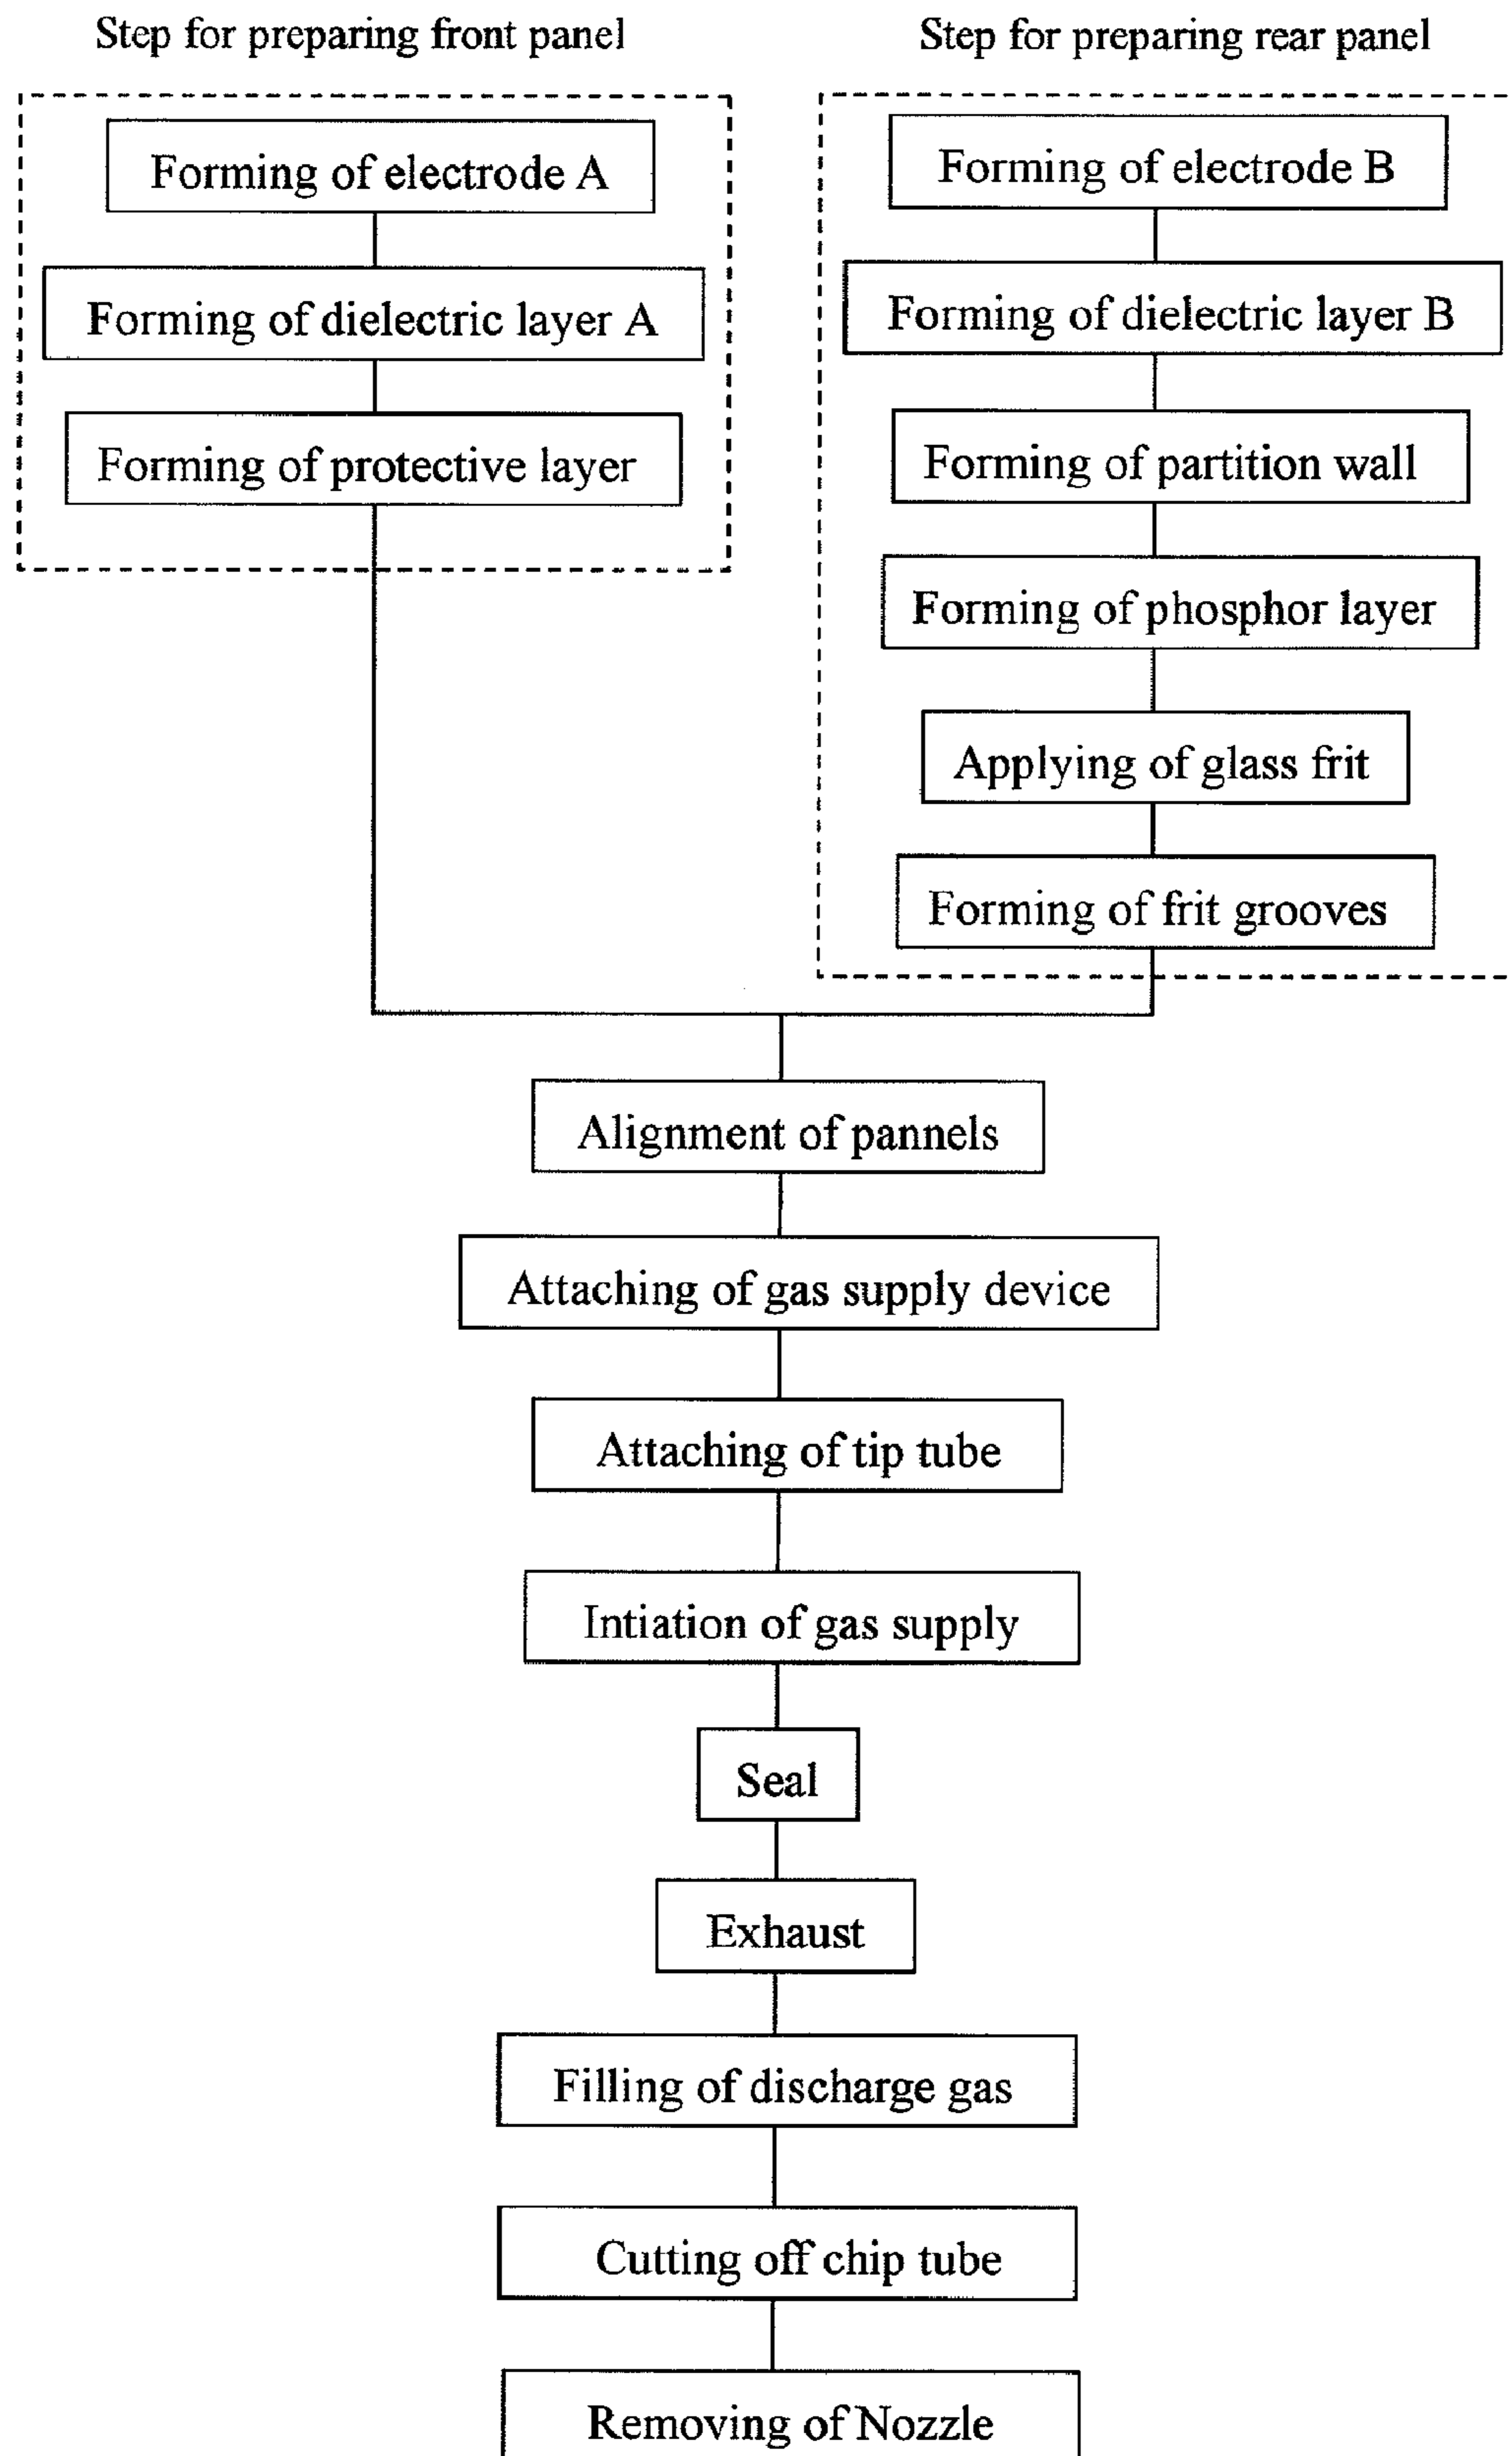 Step for preparing front panel
Forming of electrode A
Forming of dielectric layer A
Forming of protective layer
Step for preparing rear panel
Forming of electrode B
Forming of dielectric layer B
Forming of partition wall
Forming of phosphor layer
Applying of glass frit
Forming of frit grooves
Alignment of pannels
Attaching of gas supply device
Attaching of tip tube
Intiation of gas supply
Seal
Exhaust
Filling of discharge gas
Cutting off chip tube
Removing of Nozzle